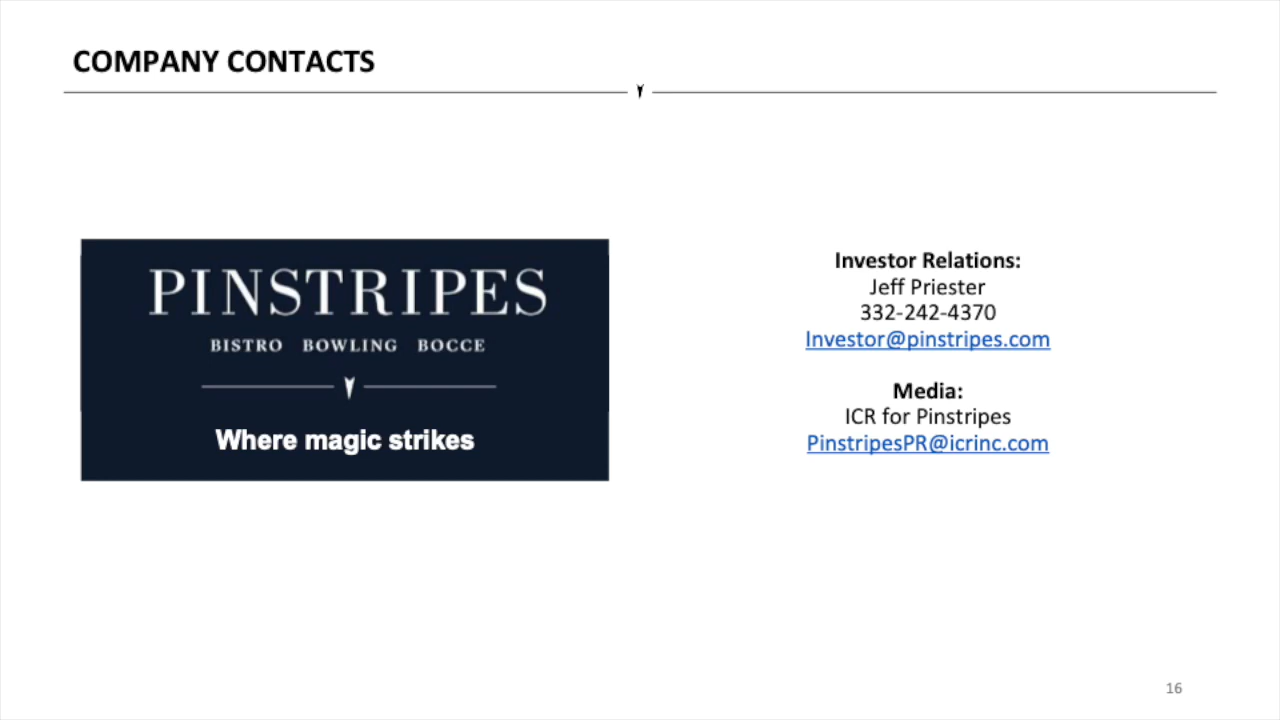 COMPANY CONTACTS
PINSTRIPES
BISTRO BOWLING BOCCE
Where magic strikes
Investor Relations:
Jeff Priester
332-242-4370
Investor@pinstripes.com
Media:
ICR for Pinstripes
PinstripesPR@icrinc.com
16